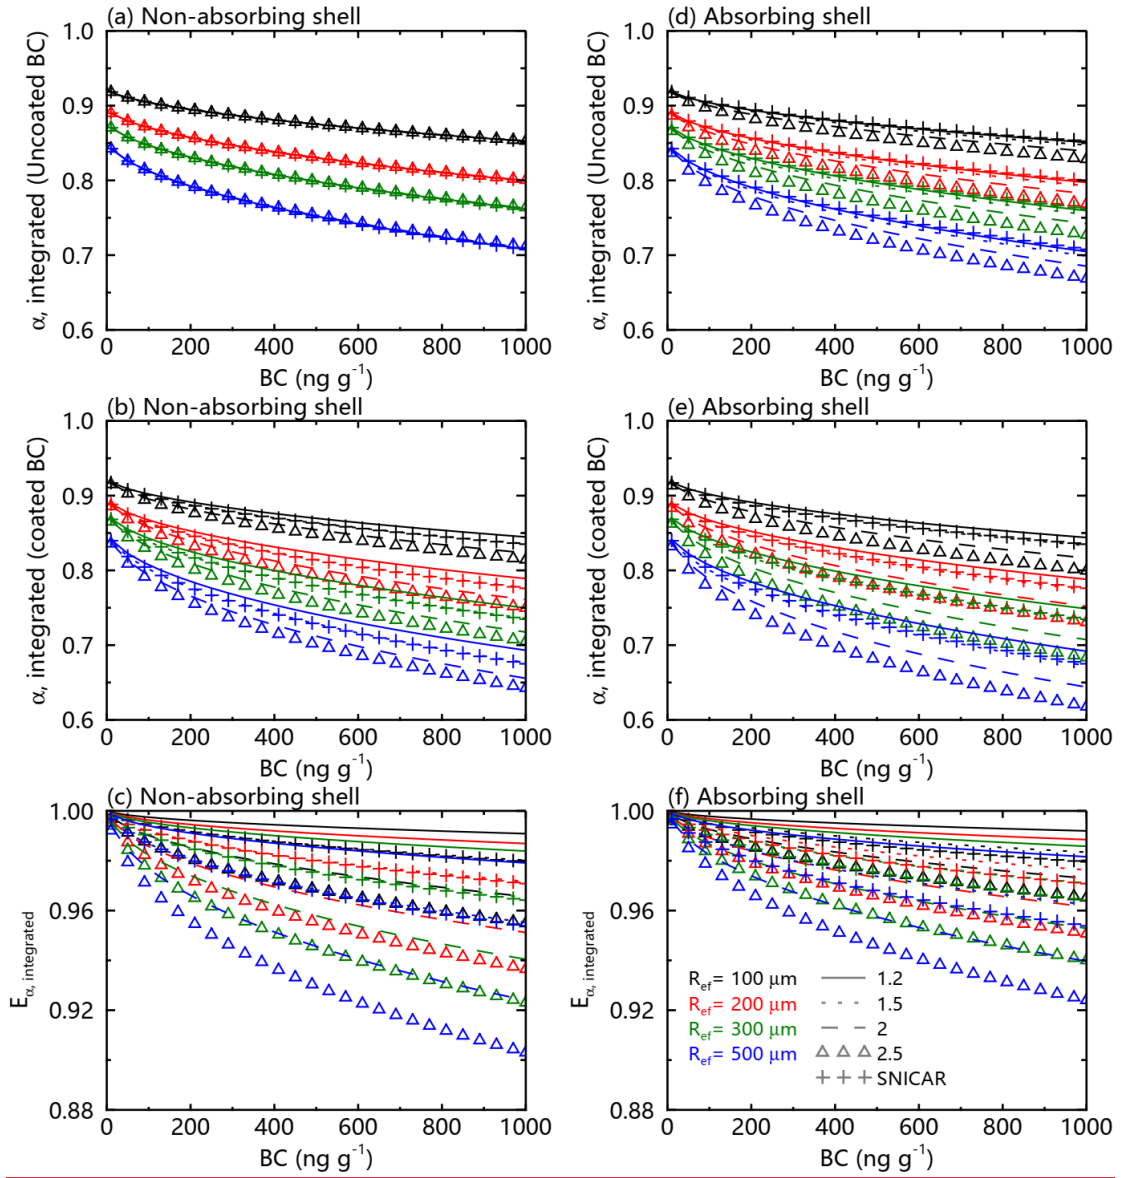 (a) Non-absorbing shell
α, integrated (Uncoated BC)
1.0
0.9
0.8
0.7
0.6
0 200 400 600 800 1000
BC (ng g⁻¹)
(d) Absorbing shell
α, integrated (Uncoated BC)
1.0
0.9
0.8
0.7
0.6
0 200 400 600 800 1000
BC (ng g⁻¹)
(b) Non-absorbing shell
α, integrated (coated BC)
1.0
0.9
0.8
0.7
0.6
0 200 400 600 800 1000
BC (ng g⁻¹)
(e) Absorbing shell
α, integrated (coated BC)
1.0
0.9
0.8
0.7
0.6
0 200 400 600 800 1000
BC (ng g⁻¹)
(c) Non-absorbing shell
Eα, integrated
1.00
0.96
0.92
0.88
0 200 400 600 800 1000
BC (ng g⁻¹)
(f) Absorbing shell
Eα, integrated
1.00
0.96
0.92
0.88
0 200 400 600 800 1000
BC (ng g⁻¹)
Ref= 100 μm 1.2
Ref= 200 μm 1.5
Ref= 300 μm 2
Ref= 500 μm 2.5
SNICAR